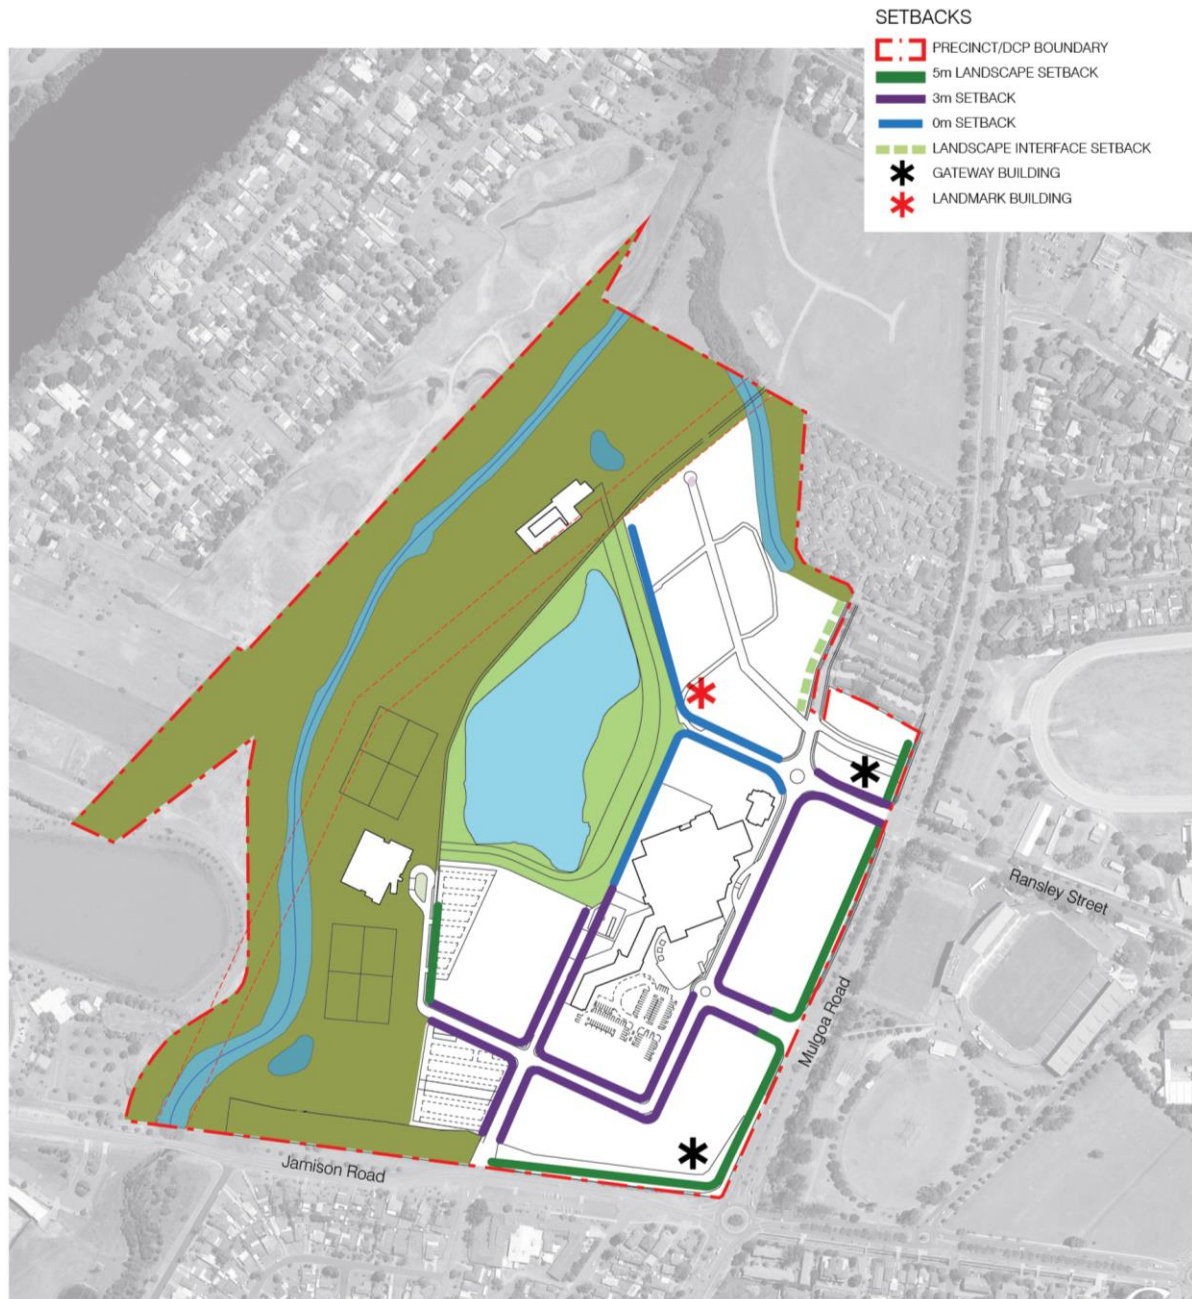 SETBACKS
PRECINCT/DCP BOUNDARY
5m LANDSCAPE SETBACK
3m SETBACK
0m SETBACK
LANDSCAPE INTERFACE SETBACK
GATEWAY BUILDING
LANDMARK BUILDING
Ransley Street
Mulgoa Road
Jamison Road